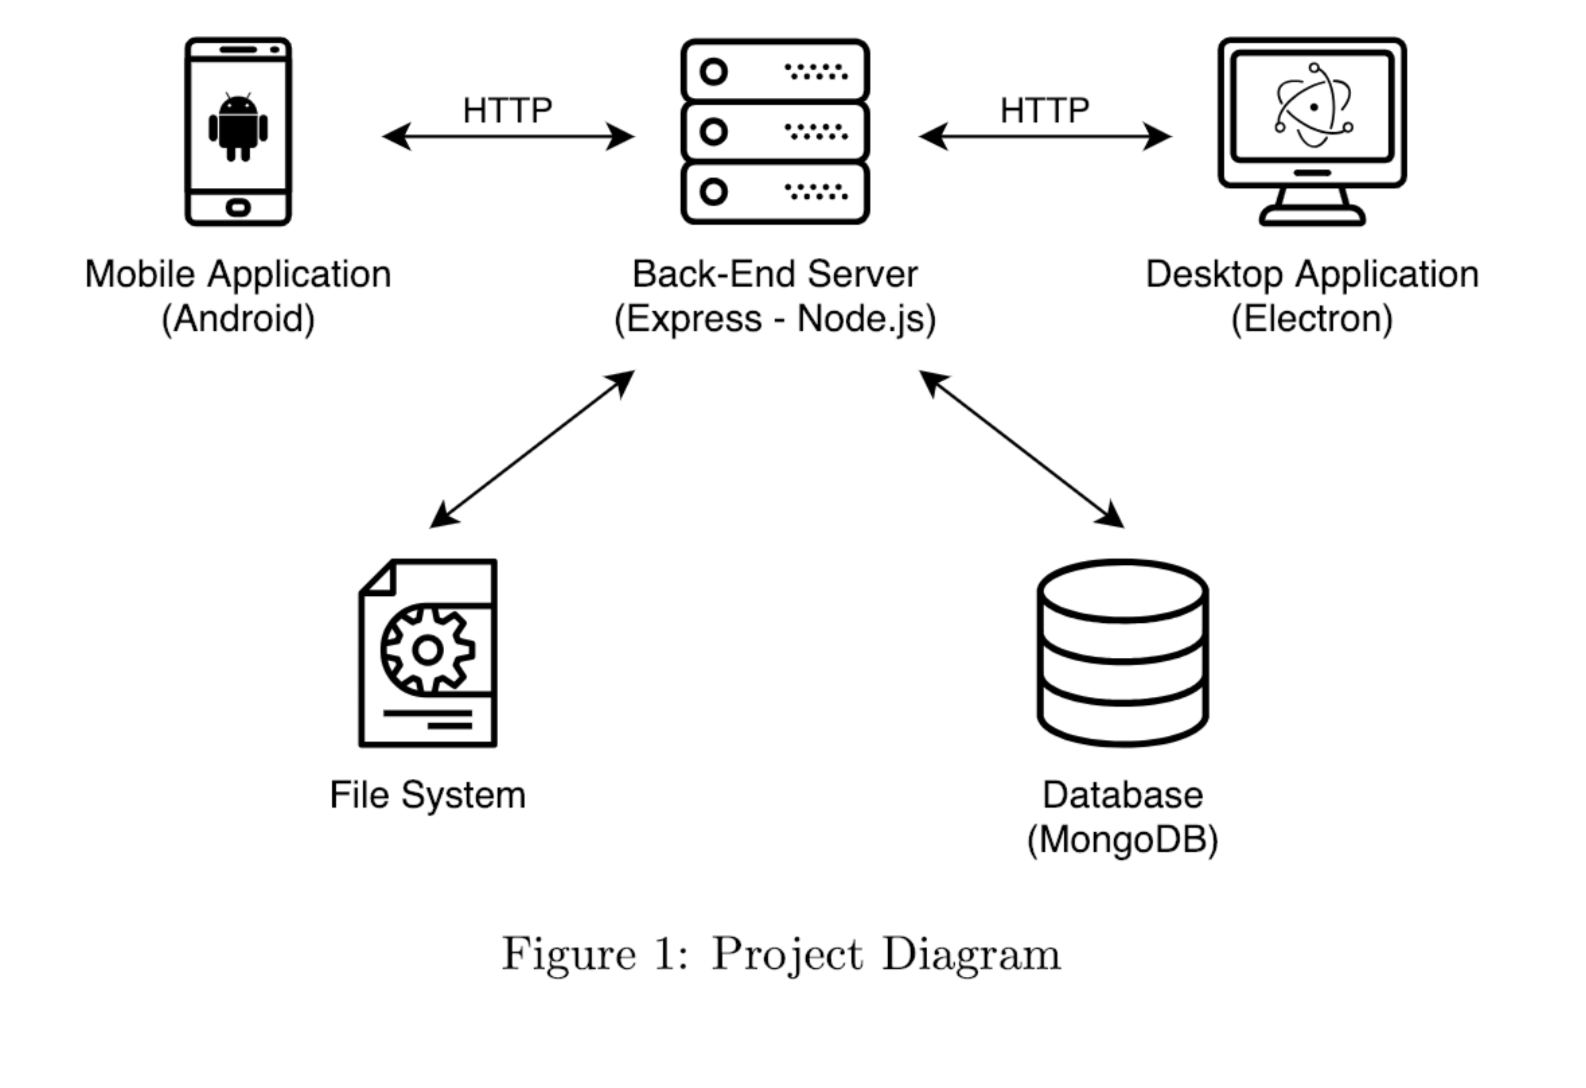 HTTP
HTTP
Mobile Application
(Android)
Back-End Server
(Express - Node.js)
Desktop Application
(Electron)
File System
Database
(MongoDB)
Figure 1: Project Diagram